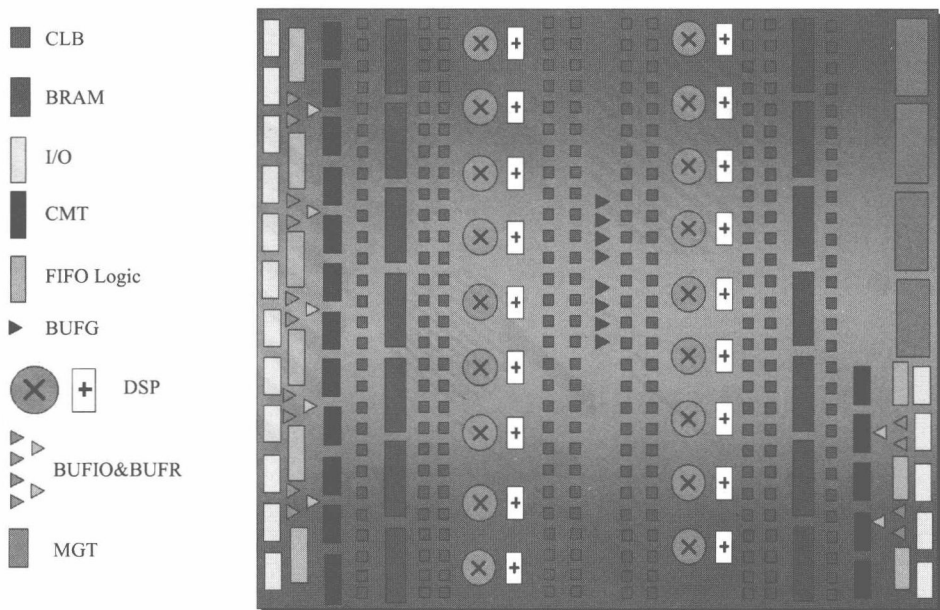 CLB
BRAM
I/O
CMT
FIFO Logic
BUFG
DSP
BUFIO&BUFR
MGT